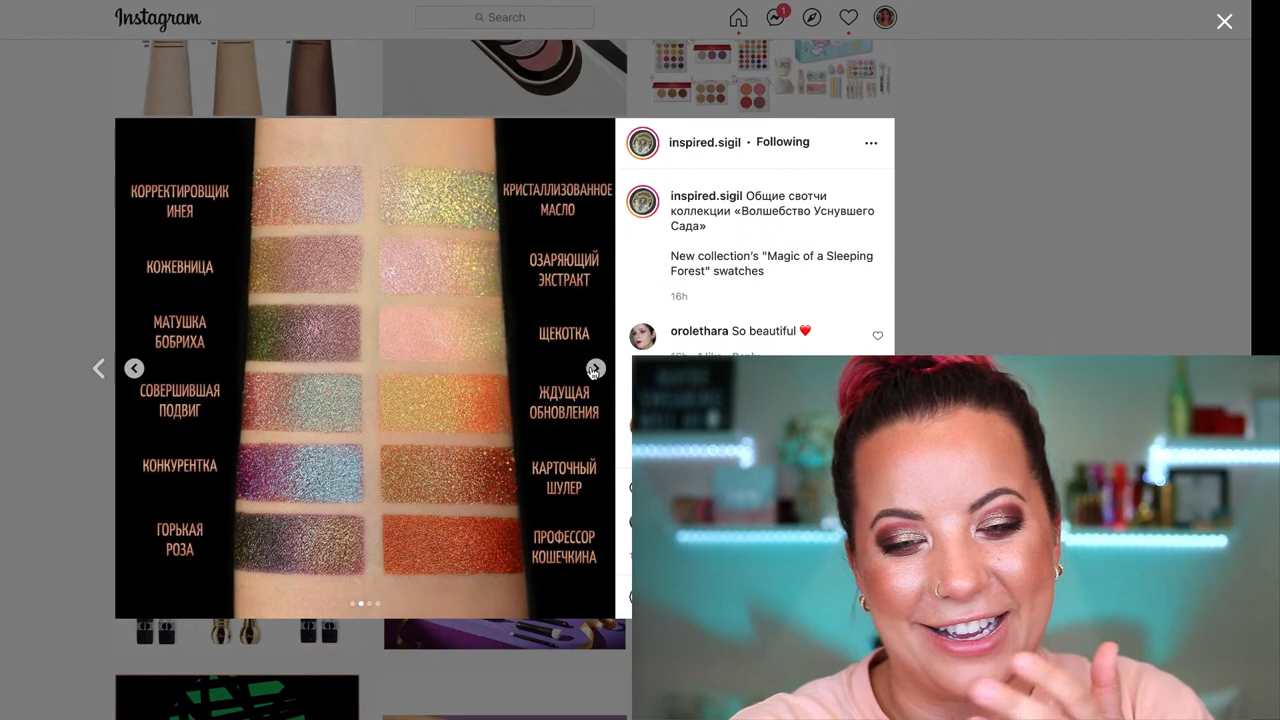 Instagram
Search
1
КОРРЕКТИРОВЩИК
ИНЕЯ
КОЖЕВНИЦА
МАТУШКА
БОБРИХА
СОВЕРШИВШАЯ
ПОДВИГ
КОНКУРЕНТКА
ГОРЬКАЯ
РОЗА
КРИСТАЛЛИЗОВАННОЕ
МАСЛО
ОЗАРЯЮЩИЙ
ЭКСТРАКТ
ЩЕКОТКА
ЖДУЩАЯ
ОБНОВЛЕНИЯ
КАРТОЧНЫЙ
ШУЛЕР
ПРОФЕССОР
КОШЕЧКИНА
inspired.sigil • Following
inspired.sigil Общие свотчи
коллекции «Волшебство Уснувшего
Сада»
New collection's "Magic of a Sleeping
Forest" swatches
16h
orolethara So beautiful ❤️